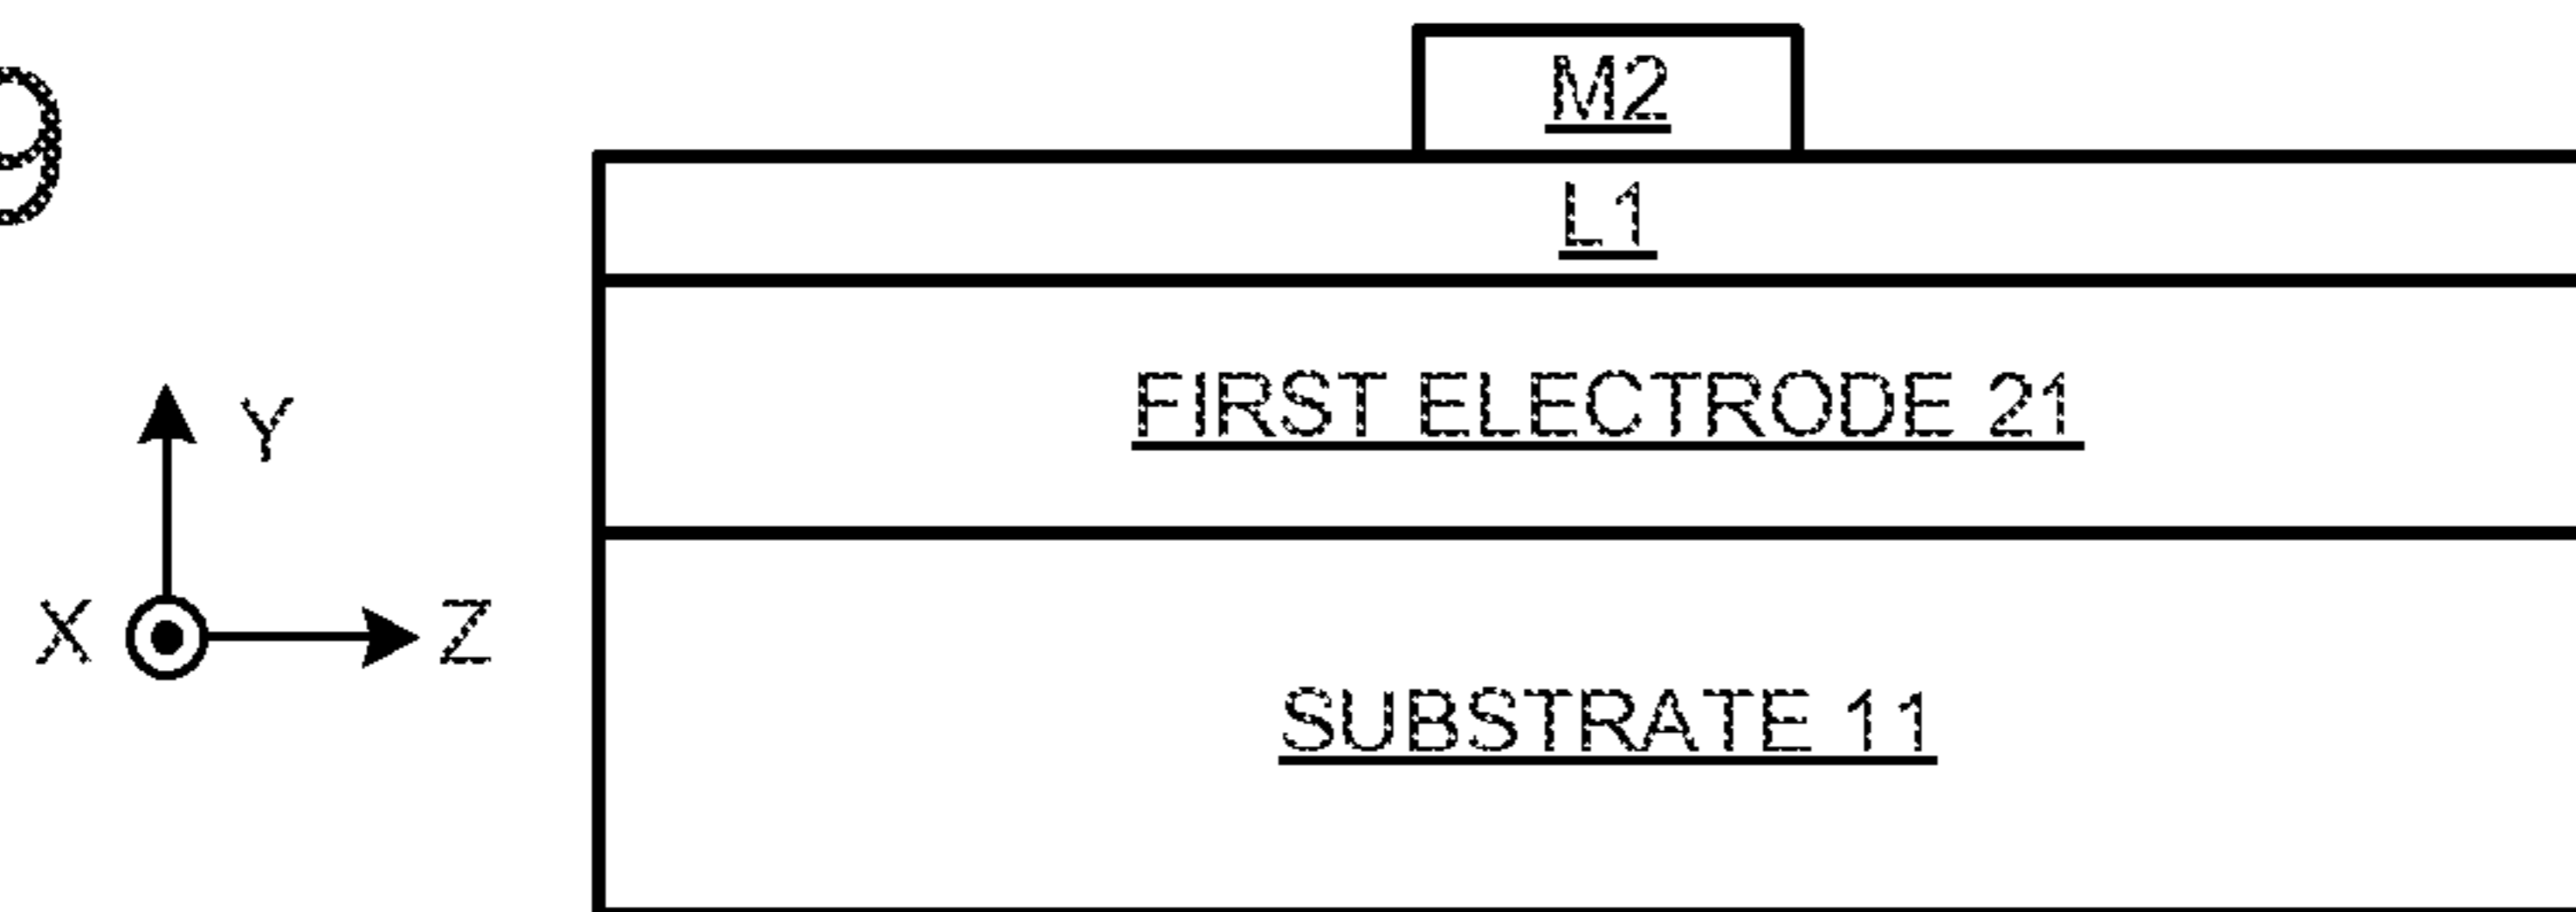 9
M2
L1
FIRST ELECTRODE 21
Y
X
Z
SUBSTRATE 11